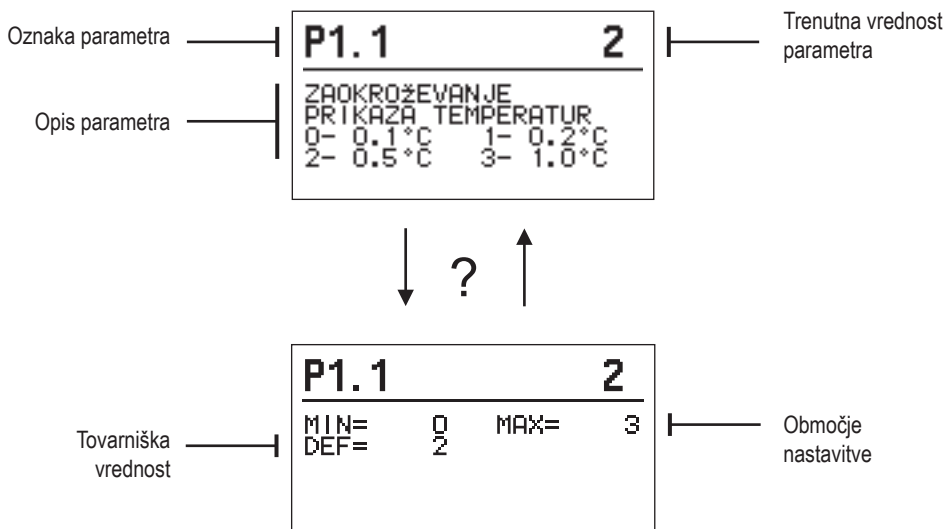 Oznaka parametra
P1.1 2
Trenutna vrednost
parametra
Opis parametra
ZAOKROžEVANJE
PRIKAZA TEMPERATUR
0- 0.1°C 1- 0.2°C
2- 0.5°C 3- 1.0°C
?
P1.1 2
Tovarniška
vrednost
MIN= 0 MAX= 3
DEF= 2
Območje
nastavitve